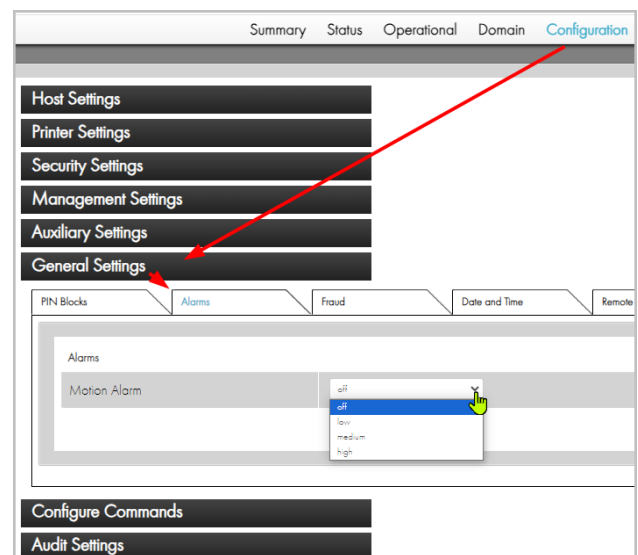 Summary Status Operational Domain Configuration
Host Settings
Printer Settings
Security Settings
Management Settings
Auxiliary Settings
General Settings
PIN Blocks Alarms Fraud Date and Time Remote
Alarms
Motion Alarm off
off
low
medium
high
Configure Commands
Audit Settings